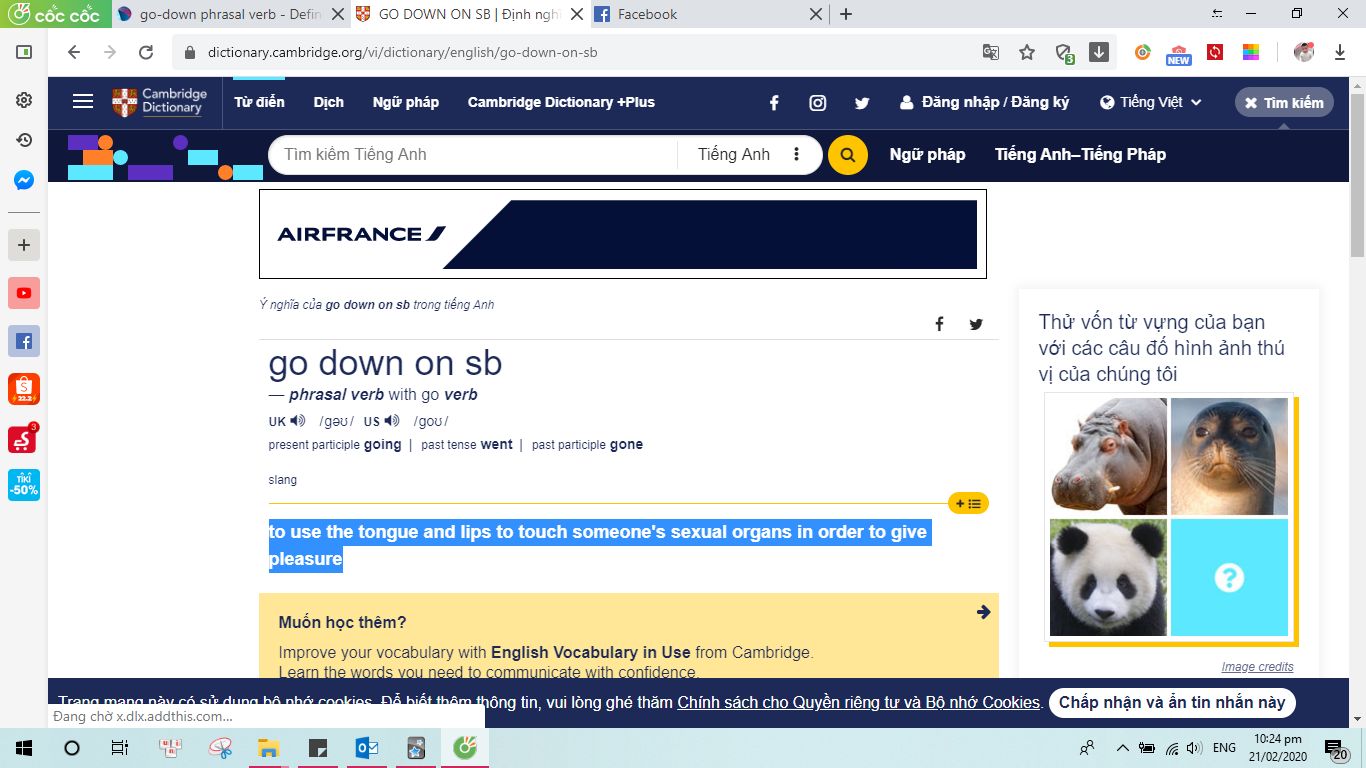 cốc cốc
go-down phrasal verb - Defin
GO DOWN ON SB | Định ngh
Facebook
dictionary.cambridge.org/vi/dictionary/english/go-down-on-sb
3
NEW
Cambridge
Dictionary
Từ điển Dịch Ngữ pháp Cambridge Dictionary +Plus
Đăng nhập / Đăng ký
Tiếng Việt
Tìm kiếm
Tìm kiếm Tiếng Anh
Tiếng Anh
Ngữ pháp Tiếng Anh–Tiếng Pháp
AIRFRANCE
Ý nghĩa của go down on sb trong tiếng Anh
go down on sb
— phrasal verb with go verb
UK /ɡəʊ/ US /ɡoʊ/
present participle going | past tense went | past participle gone
slang
to use the tongue and lips to touch someone's sexual organs in order to give
pleasure
Muốn học thêm?
Improve your vocabulary with English Vocabulary in Use from Cambridge.
Learn the words you need to communicate with confidence.
Thử vốn từ vựng của bạn
với các câu đố hình ảnh thú
vị của chúng tôi
?
Image credits
22.2
3
TIKI
-50%
Trang mạng này có sử dụng bộ nhớ cookies. Để biết thêm thông tin, vui lòng ghé thăm Chính sách cho Quyền riêng tư và Bộ nhớ Cookies.
Chấp nhận và ẩn tin nhắn này
Đang chờ x.dlx.addthis.com...
ENG
10:24 pm
21/02/2020
20